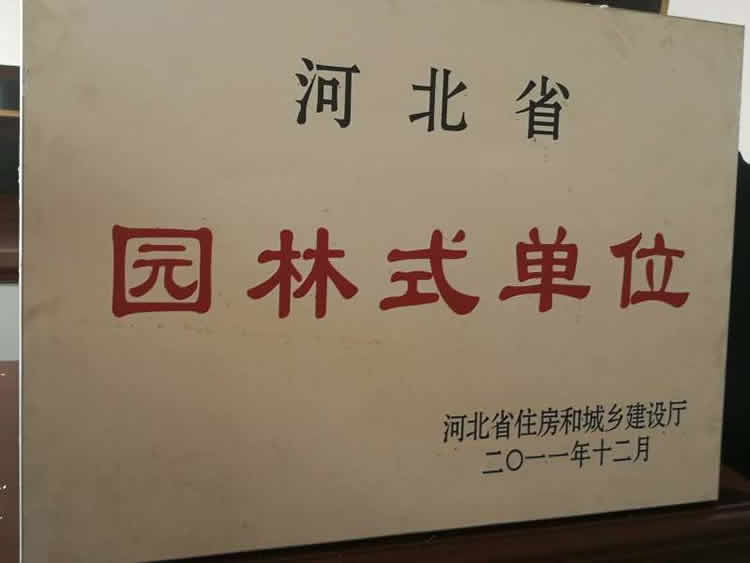 河北省
园林式单位
河北省住房和城乡建设厅
二〇一一年十二月